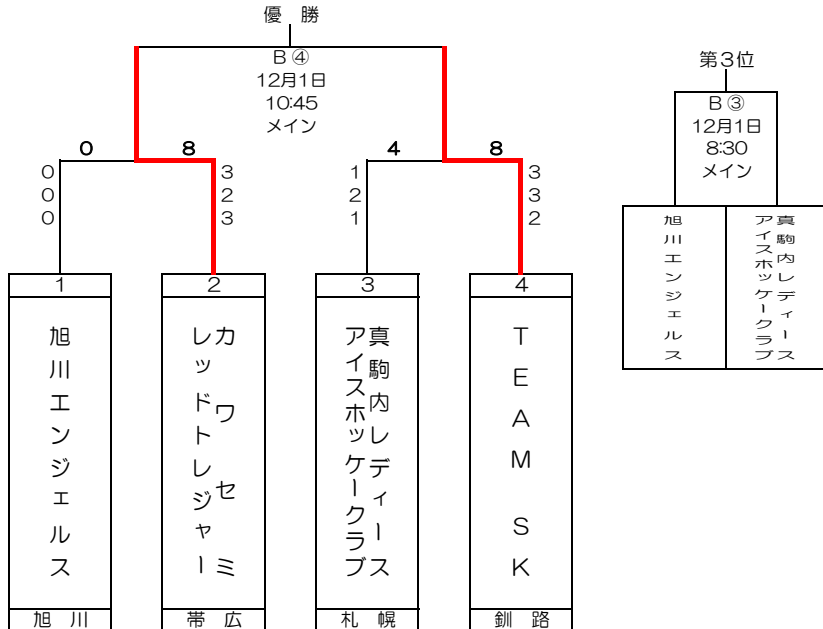 優 勝
B ④
12月1日
10:45
メイン
0
8
4
8
0
0
0
3
2
3
1
2
1
3
3
2
1
2
3
4
旭川エンジェルス
カワセミ
レッドトレジャー
真駒内レディース
アイスホッケークラブ
TEAM SK
旭 川
帯 広
札 幌
釧 路
第3位
B ③
12月1日
8:30
メイン
旭川エンジェルス
真駒内レディース
アイスホッケークラブ